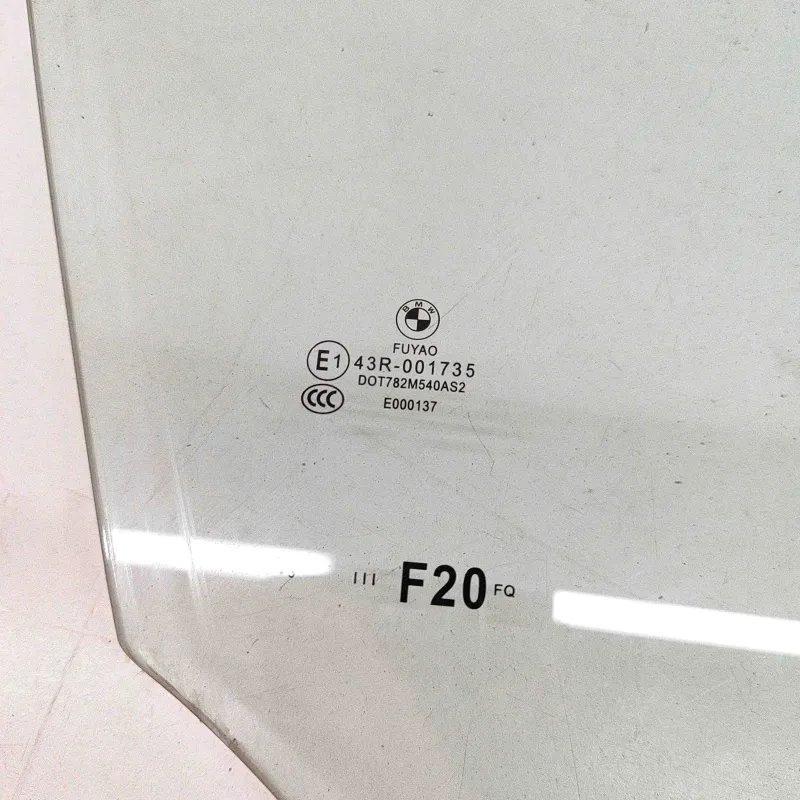 BMW
FUYAO
E1 43R-001735
DOT782M540AS2
CCC E000137
III F20 FQ